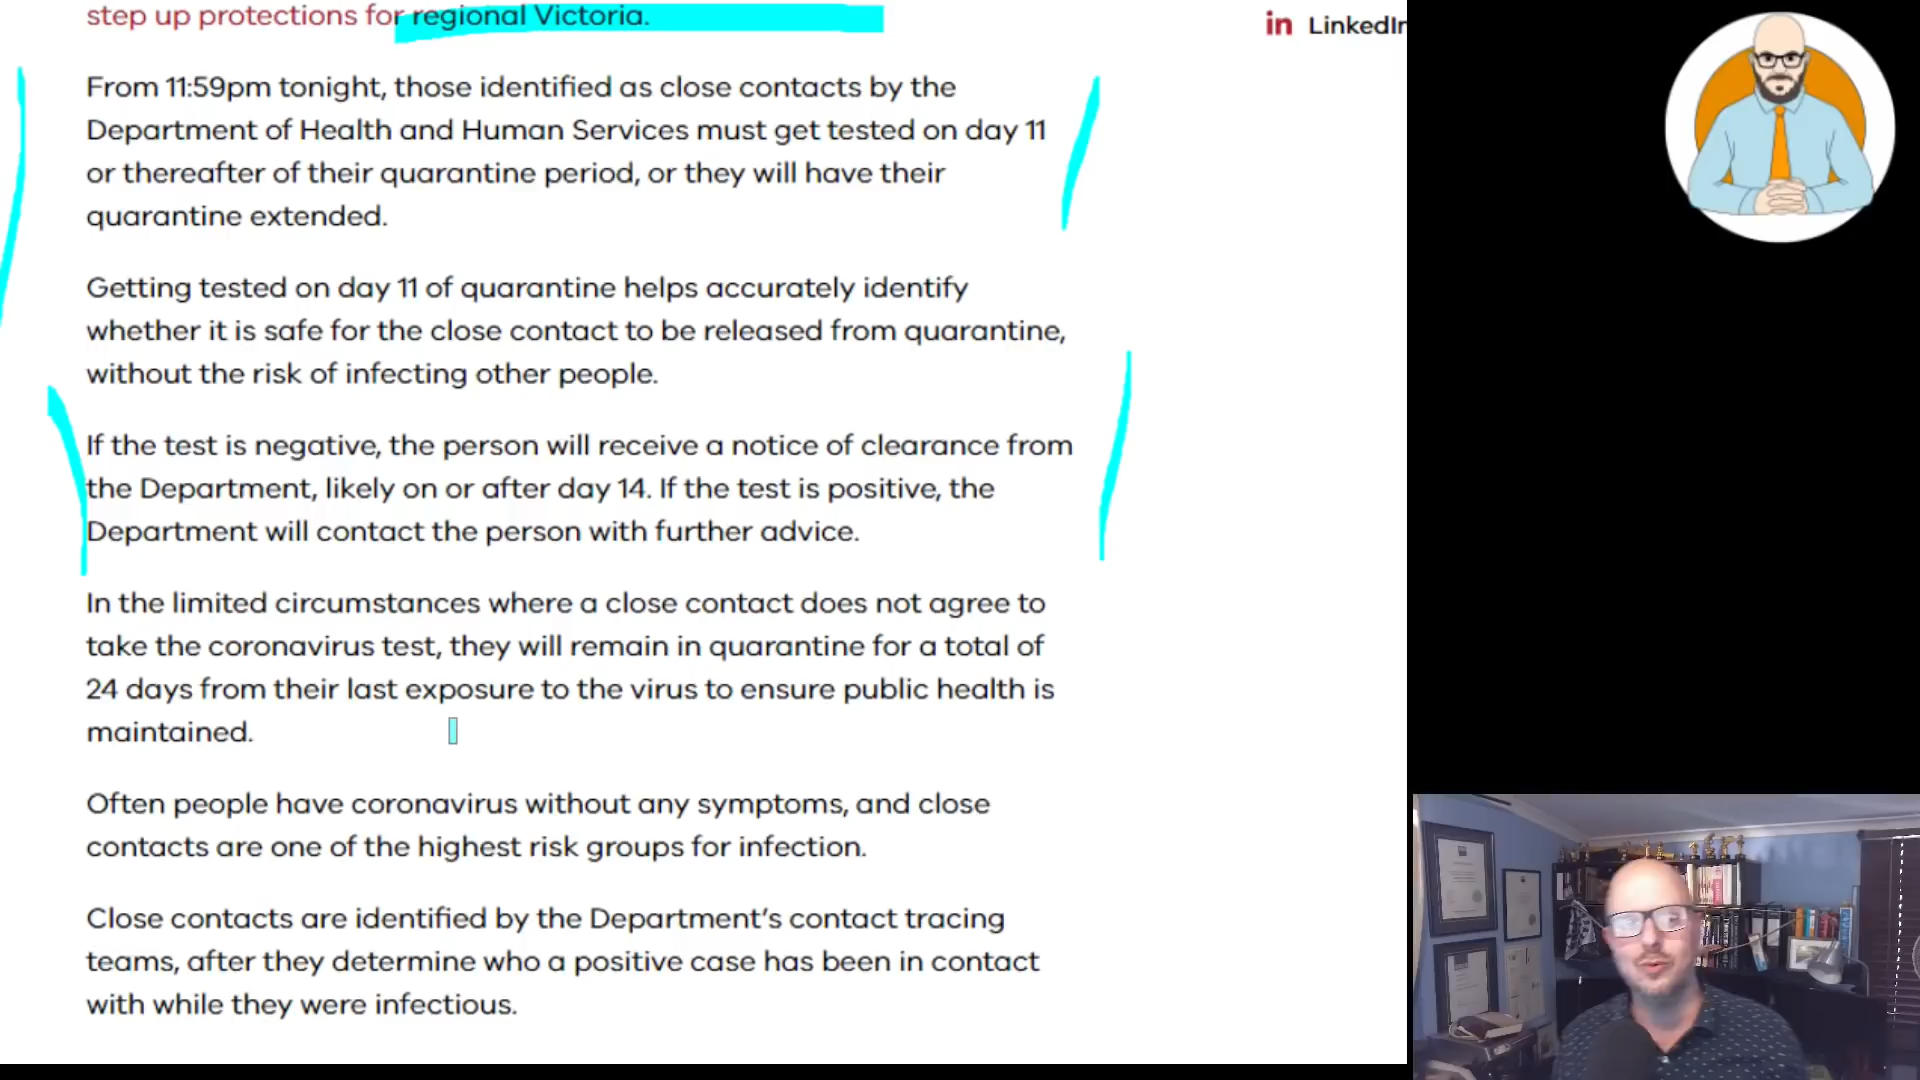 step up protections for regional Victoria.
in LinkedIn
From 11:59pm tonight, those identified as close contacts by the
Department of Health and Human Services must get tested on day 11
or thereafter of their quarantine period, or they will have their
quarantine extended.
Getting tested on day 11 of quarantine helps accurately identify
whether it is safe for the close contact to be released from quarantine,
without the risk of infecting other people.
If the test is negative, the person will receive a notice of clearance from
the Department, likely on or after day 14. If the test is positive, the
Department will contact the person with further advice.
In the limited circumstances where a close contact does not agree to
take the coronavirus test, they will remain in quarantine for a total of
24 days from their last exposure to the virus to ensure public health is
maintained.
Often people have coronavirus without any symptoms, and close
contacts are one of the highest risk groups for infection.
Close contacts are identified by the Department's contact tracing
teams, after they determine who a positive case has been in contact
with while they were infectious.